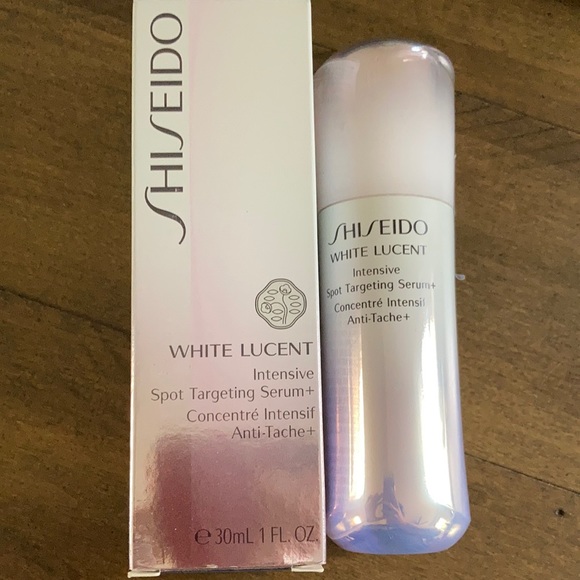 SHISEIDO
WHITE LUCENT
Intensive
Spot Targeting Serum+
Concentré Intensif
Anti-Tache+
℮ 30mL 1 FL. OZ.
SHISEIDO
WHITE LUCENT
Intensive
Spot Targeting Serum+
Concentré Intensif
Anti-Tache+